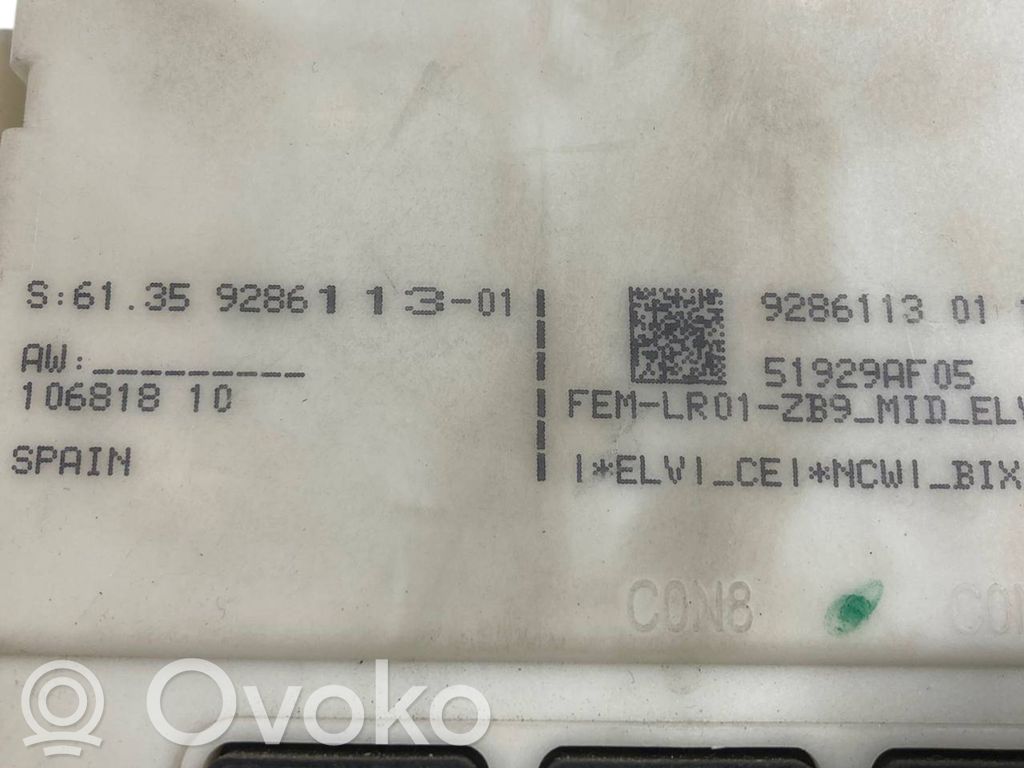 S:61.35 9286113-01
AW:_________
106818 10
SPAIN
9286113 01
51929AF05
FEM-LR01-ZB9_MID_EL
|*ELV|_CE|*NCW|_BIX
CON8
Ovoko